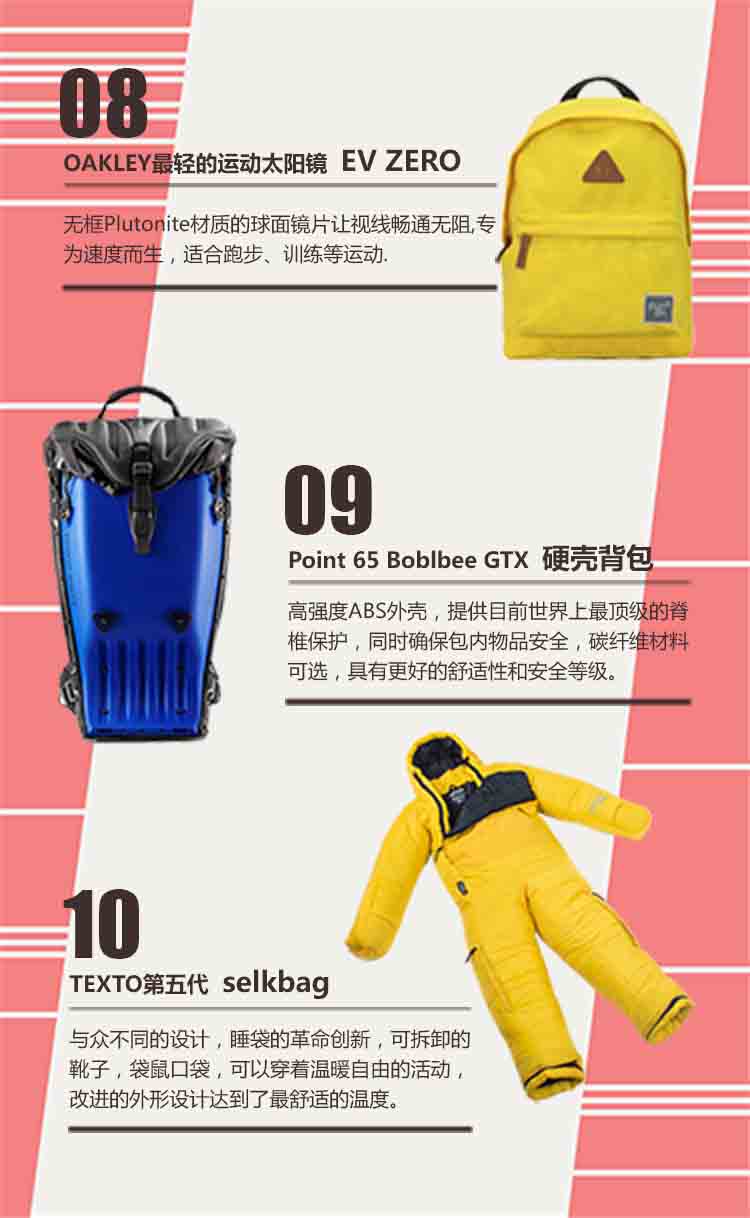 08
OAKLEY最轻的运动太阳镜 EV ZERO
无框Plutonite材质的球面镜片让视线畅通无阻,专
为速度而生，适合跑步、训练等运动.
09
Point 65 Boblbee GTX 硬壳背包
高强度ABS外壳，提供目前世界上最顶级的脊
椎保护，同时确保包内物品安全，碳纤维材料
可选，具有更好的舒适性和安全等级。
10
TEXTO第五代 selkbag
与众不同的设计，睡袋的革命创新，可拆卸的
靴子，袋鼠口袋，可以穿着温暖自由的活动，
改进的外形设计达到了最舒适的温度。